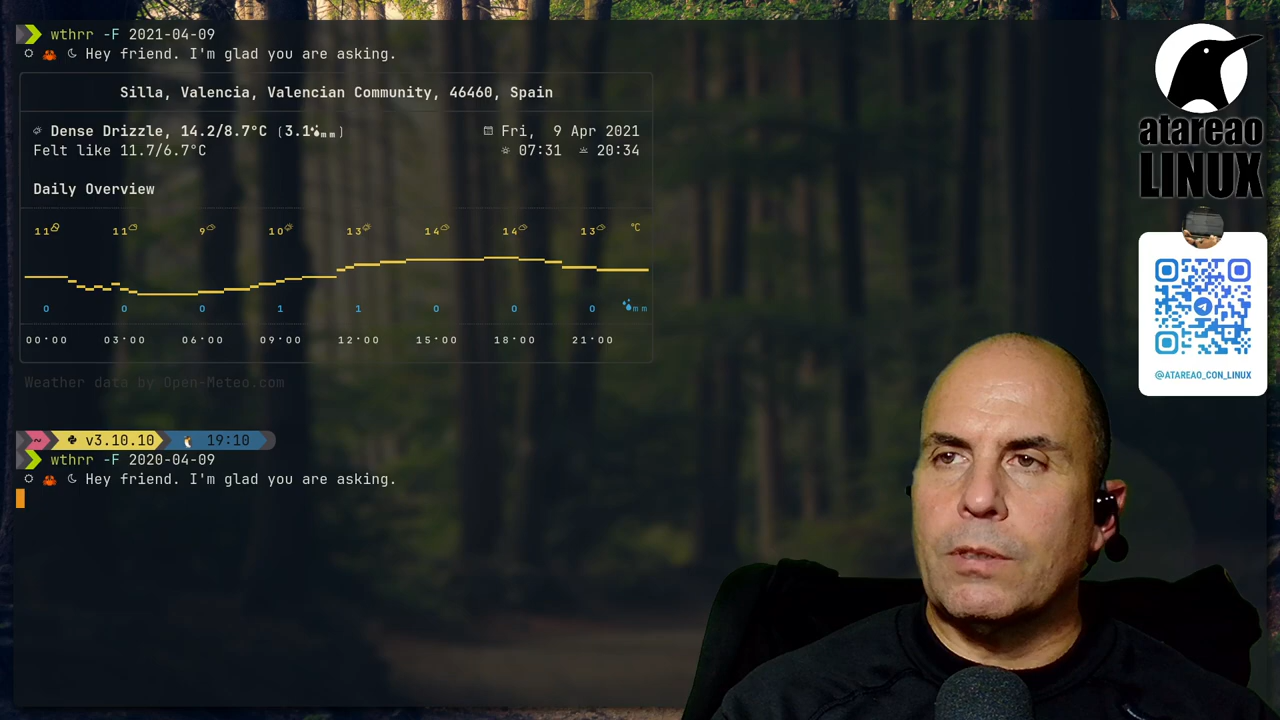 wthrr -F 2021-04-09
Hey friend. I'm glad you are asking.
Silla, Valencia, Valencian Community, 46460, Spain
Dense Drizzle, 14.2/8.7°C (3.1mm)
Fri, 9 Apr 2021
Felt like 11.7/6.7°C
07:31 20:34
Daily Overview
11 11 9 10 13 14 14 13 °C
0 0 0 1 1 0 0 0 mm
00:00 03:00 06:00 09:00 12:00 15:00 18:00 21:00
Weather data by Open-Meteo.com
~ v3.10.10 19:10
wthrr -F 2020-04-09
Hey friend. I'm glad you are asking.
atareao
LINUX
@ATAREAO_CON_LINUX